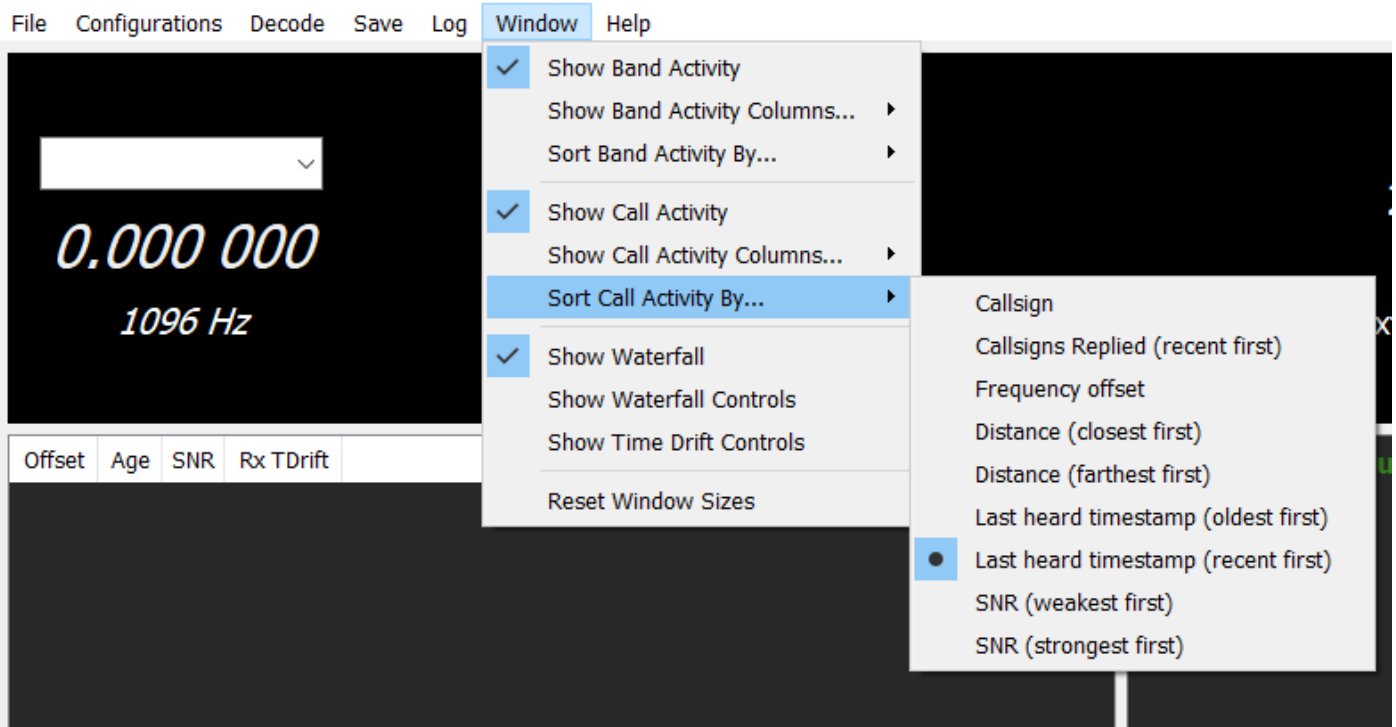 File Configurations Decode Save Log Window Help
Show Band Activity
Show Band Activity Columns...
Sort Band Activity By...
Show Call Activity
Show Call Activity Columns...
Sort Call Activity By...
Show Waterfall
Show Waterfall Controls
Show Time Drift Controls
Reset Window Sizes
Callsign
Callsigns Replied (recent first)
Frequency offset
Distance (closest first)
Distance (farthest first)
Last heard timestamp (oldest first)
Last heard timestamp (recent first)
SNR (weakest first)
SNR (strongest first)
0.000 000
1096 Hz
Offset Age SNR Rx TDrift